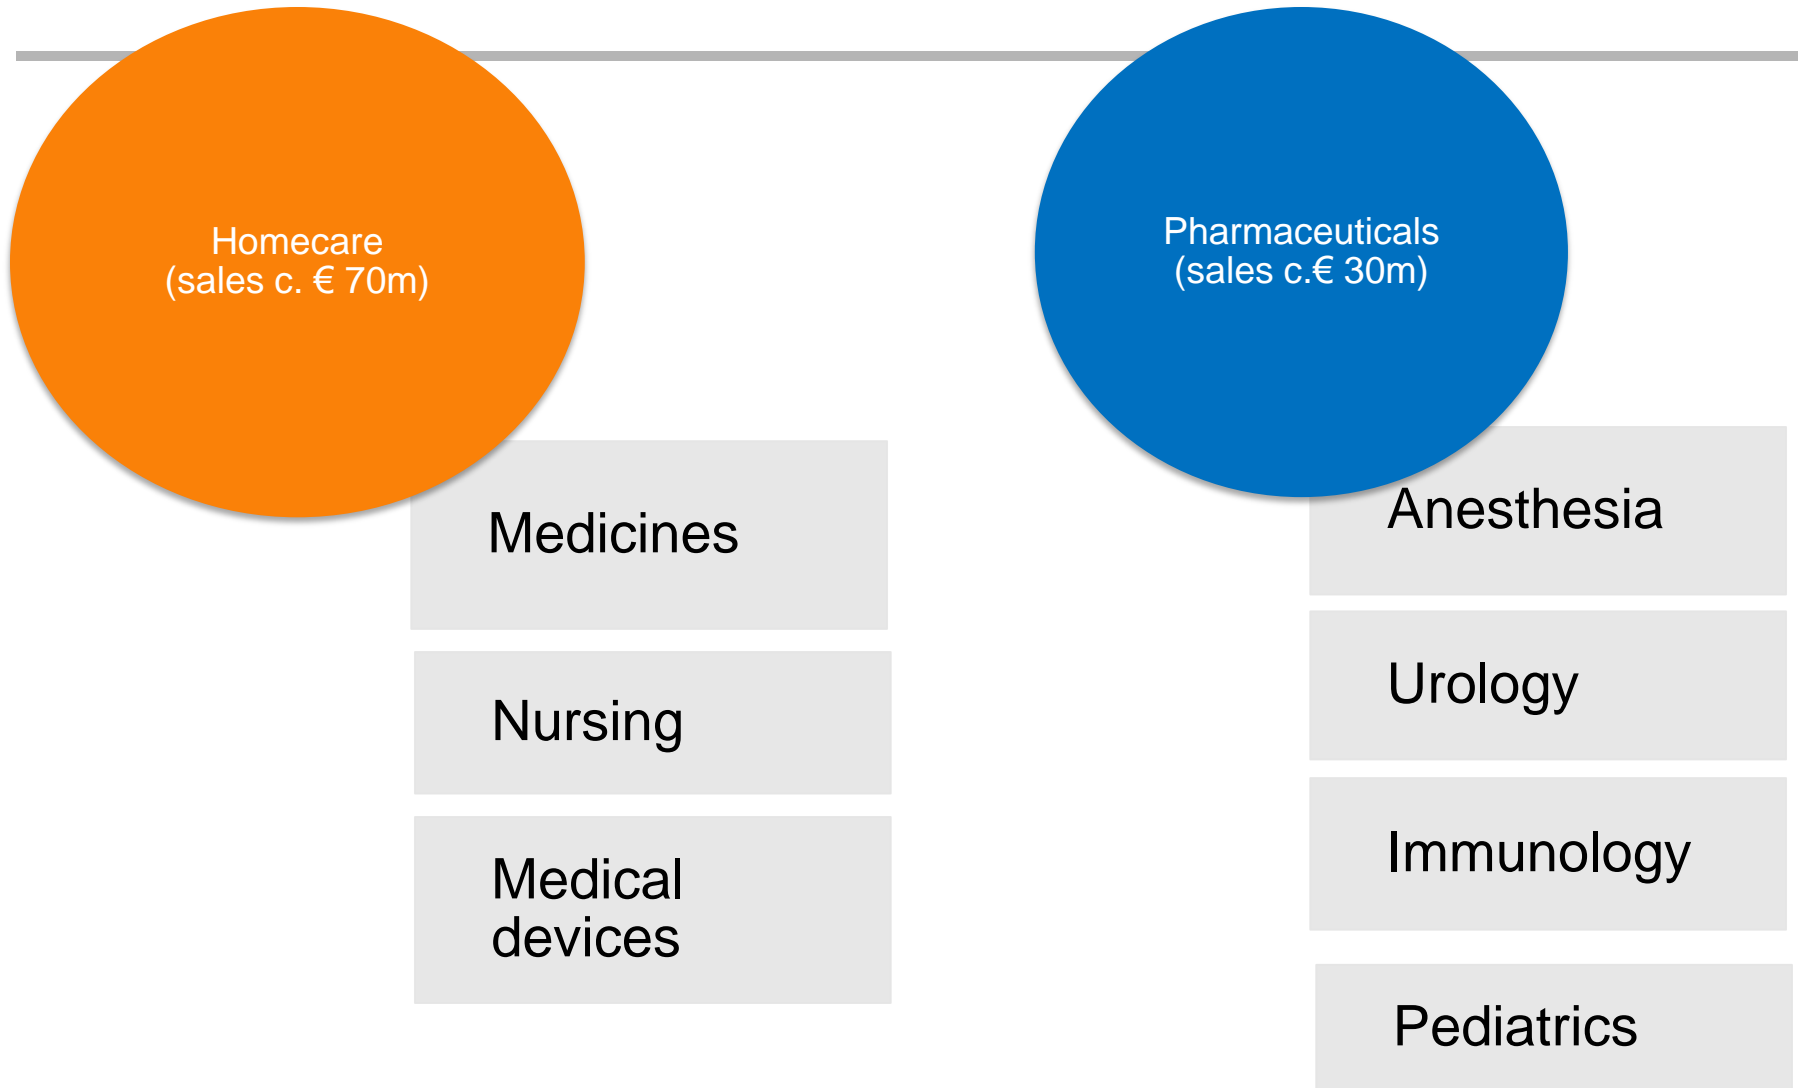 Homecare
(sales c. € 70m)
Medicines
Nursing
Medical
devices
Pharmaceuticals
(sales c.€ 30m)
Anesthesia
Urology
Immunology
Pediatrics